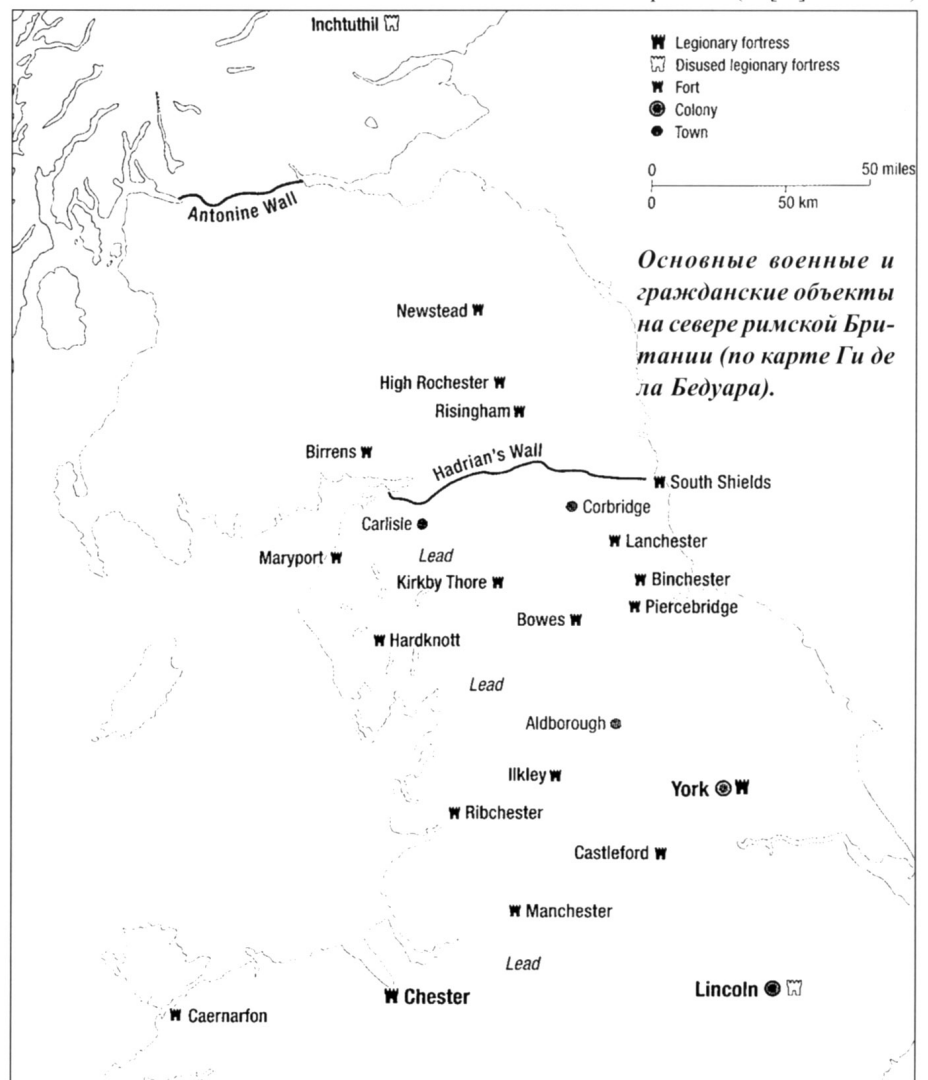 Inchtuthil
Legionary fortress
Disused legionary fortress
Fort
Colony
Town
0 50 miles
0 50 km
Antonine Wall
Основные военные и
гражданские объекты
на севере римской Бри-
тании (по карте Ги де
ла Бедуара).
Newstead
High Rochester
Risingham
Birrens
Hadrian's Wall
South Shields
Corbridge
Carlisle
Lanchester
Maryport
Lead
Kirkby Thore
Binchester
Piercebridge
Bowes
Hardknott
Lead
Aldborough
Ilkley
York
Ribchester
Castleford
Manchester
Lead
Chester
Lincoln
Caernarfon